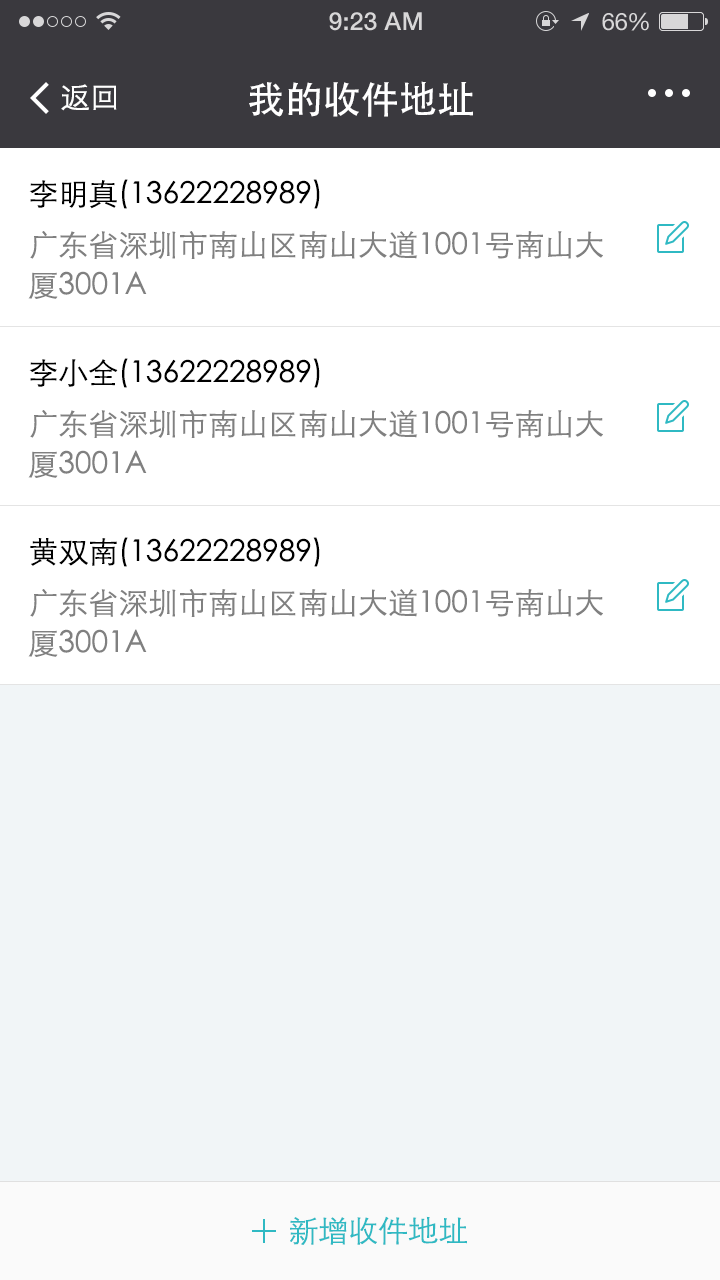 9:23 AM
66%
返回
我的收件地址
李明真(13622228989)
广东省深圳市南山区南山大道1001号南山大
厦3001A
李小全(13622228989)
广东省深圳市南山区南山大道1001号南山大
厦3001A
黄双南(13622228989)
广东省深圳市南山区南山大道1001号南山大
厦3001A
新增收件地址